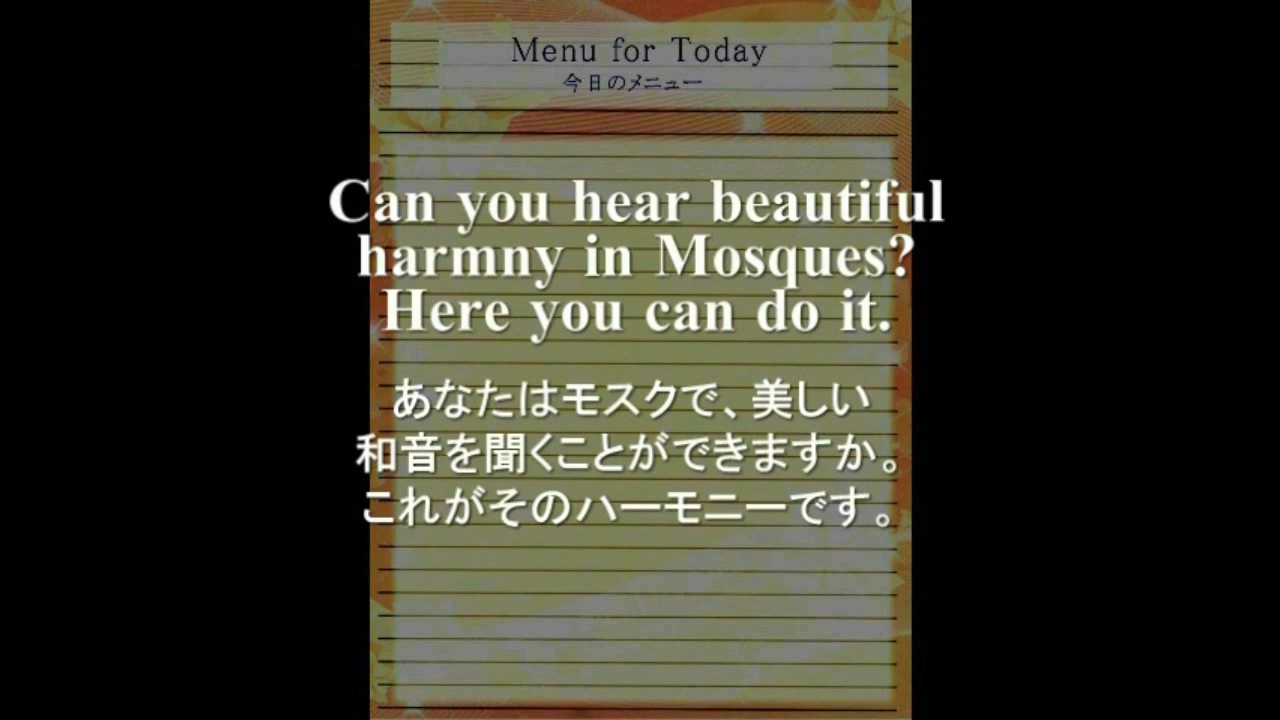 Menu for Today
今日のメニュー
Can you hear beautiful
harmny in Mosques?
Here you can do it.
あなたはモスクで、美しい
和音を聞くことができますか。
これがそのハーモニーです。